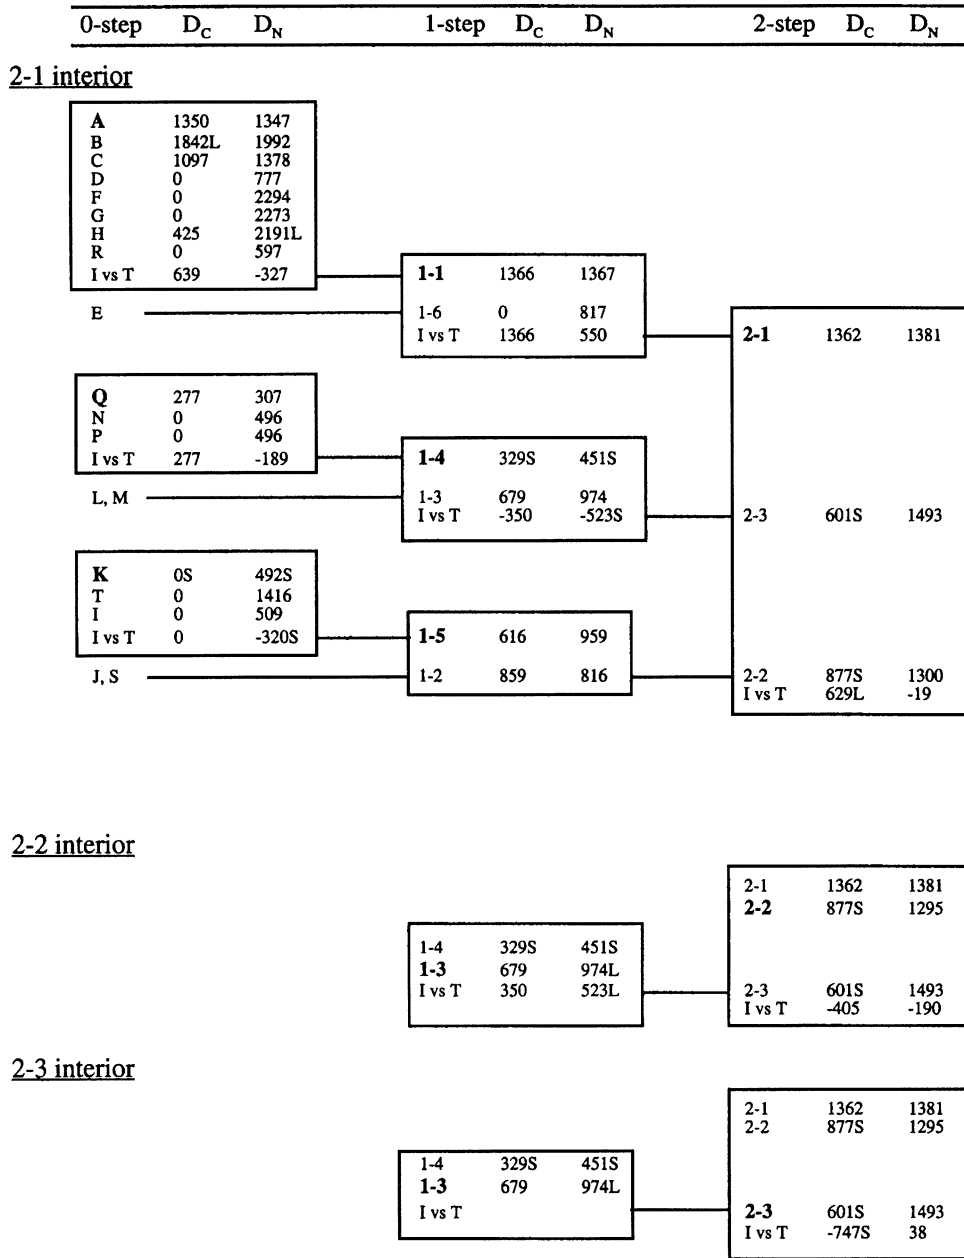 0-step D_C D_N 1-step D_C D_N 2-step D_C D_N
2-1 interior
A 1350 1347
B 1842L 1992
C 1097 1378
D 0 777
F 0 2294
G 0 2273
H 425 2191L
R 0 597
I vs T 639 -327
1-1 1366 1367
E
1-6 0 817
I vs T 1366 550
2-1 1362 1381
Q 277 307
N 0 496
P 0 496
I vs T 277 -189
1-4 329S 451S
L, M
1-3 679 974
I vs T -350 -523S
2-3 601S 1493
K 0S 492S
T 0 1416
I 0 509
I vs T 0 -320S
1-5 616 959
J, S
1-2 859 816
2-2 877S 1300
I vs T 629L -19
2-2 interior
2-1 1362 1381
2-2 877S 1295
1-4 329S 451S
1-3 679 974L
I vs T 350 523L
2-3 601S 1493
I vs T -405 -190
2-3 interior
2-1 1362 1381
2-2 877S 1295
1-4 329S 451S
1-3 679 974L
I vs T
2-3 601S 1493
I vs T -747S 38